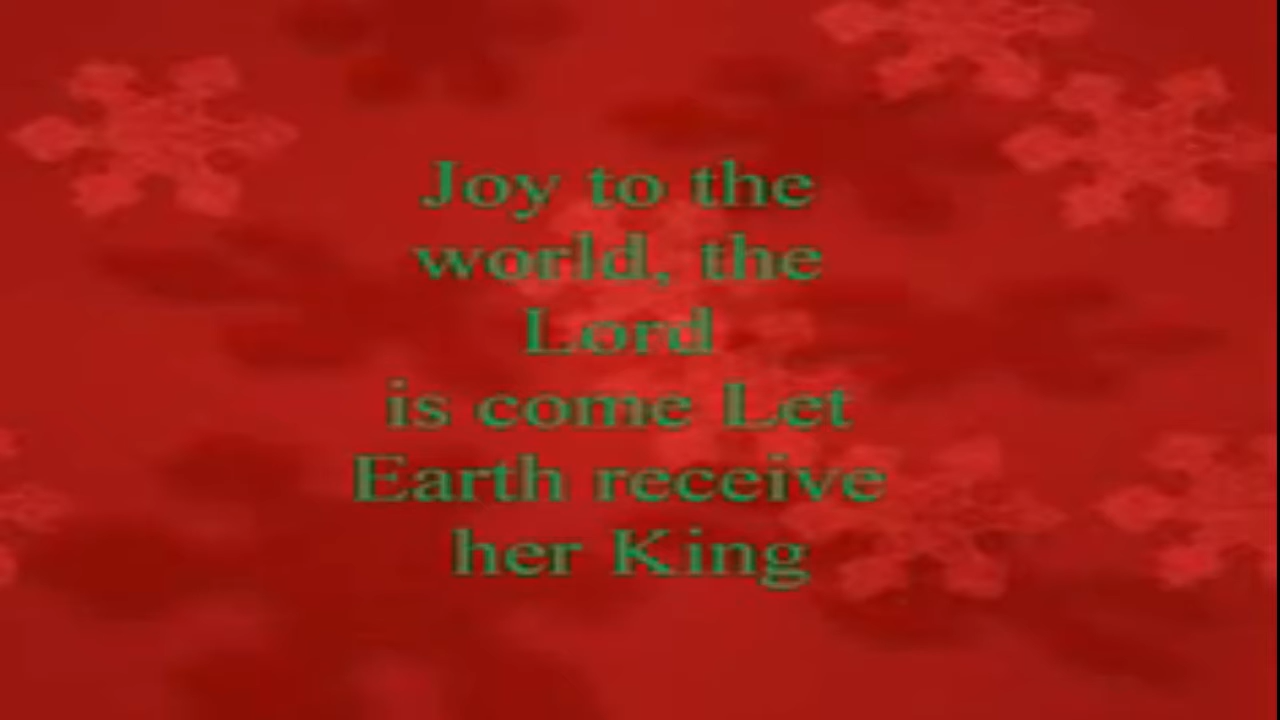 Joy to the
world, the
Lord
is come Let
Earth receive
her King